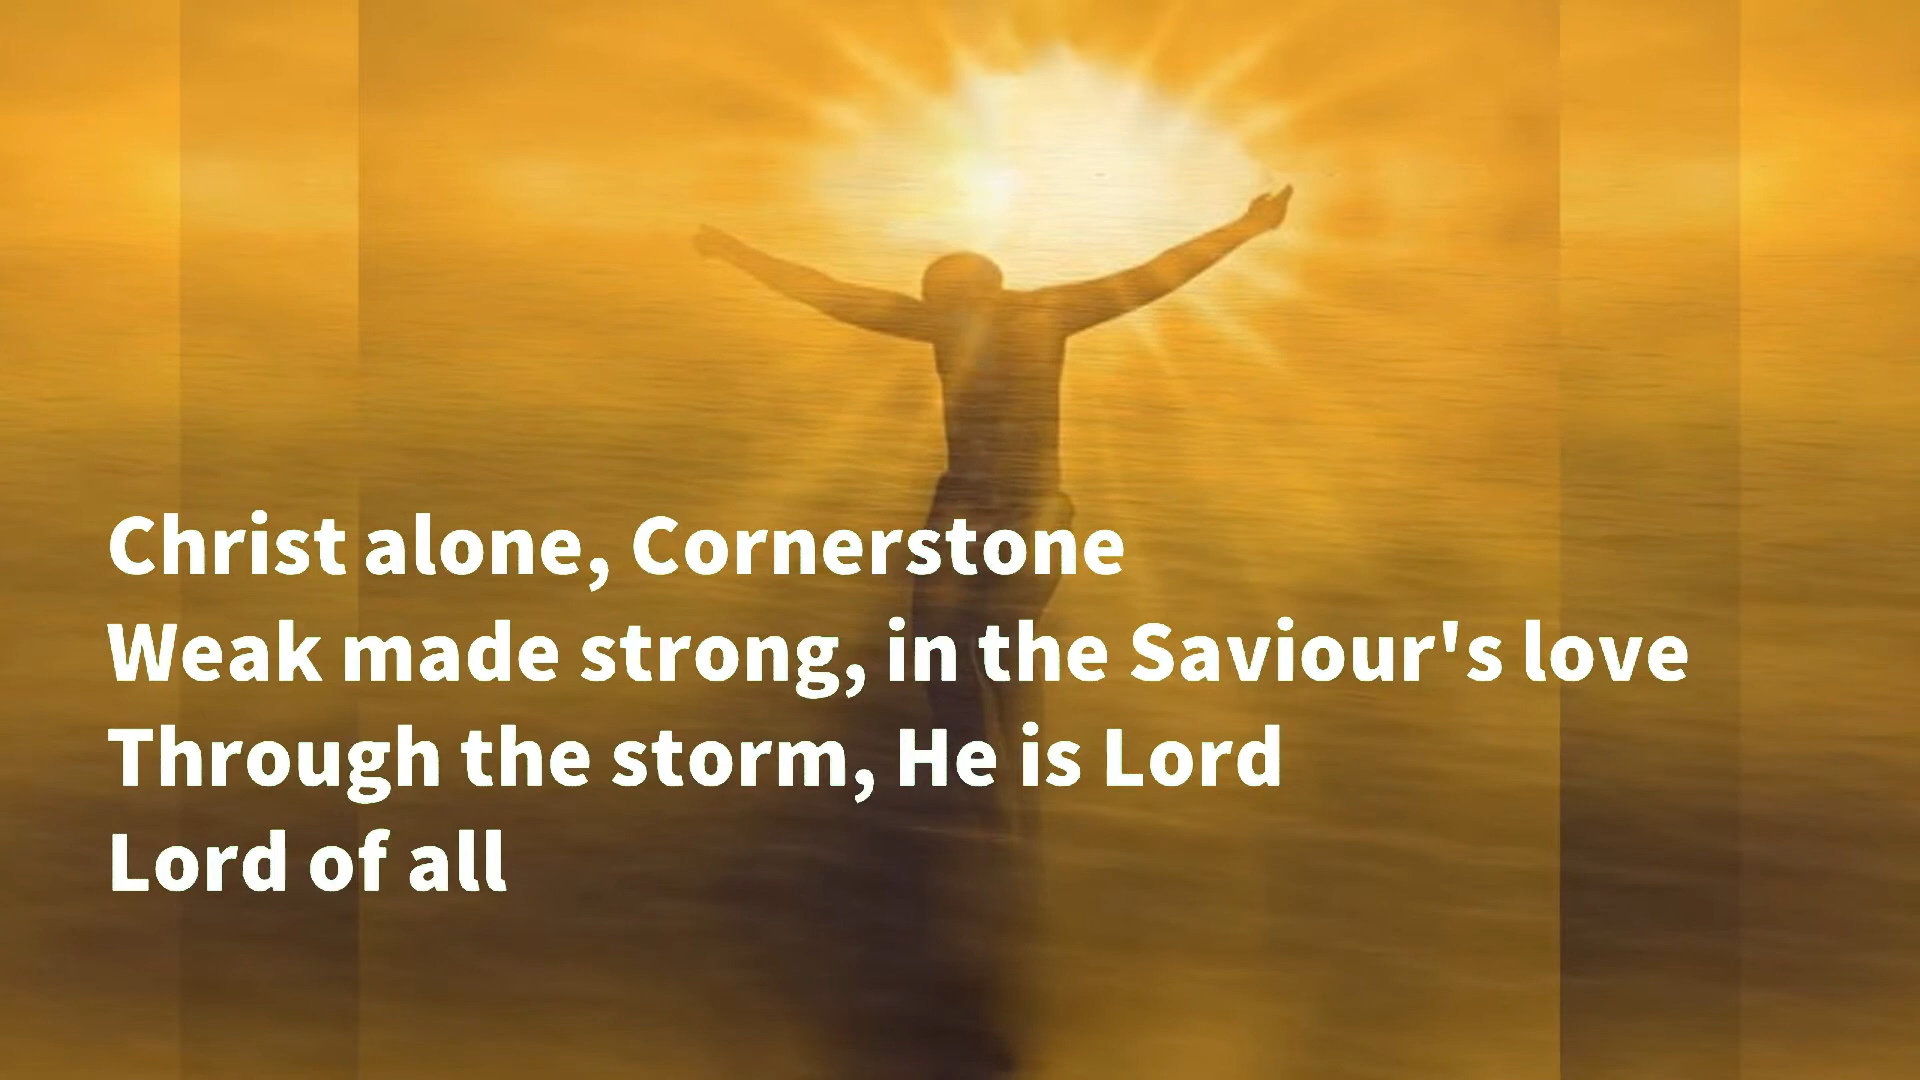 Christ alone, Cornerstone
Weak made strong, in the Saviour's love
Through the storm, He is Lord
Lord of all